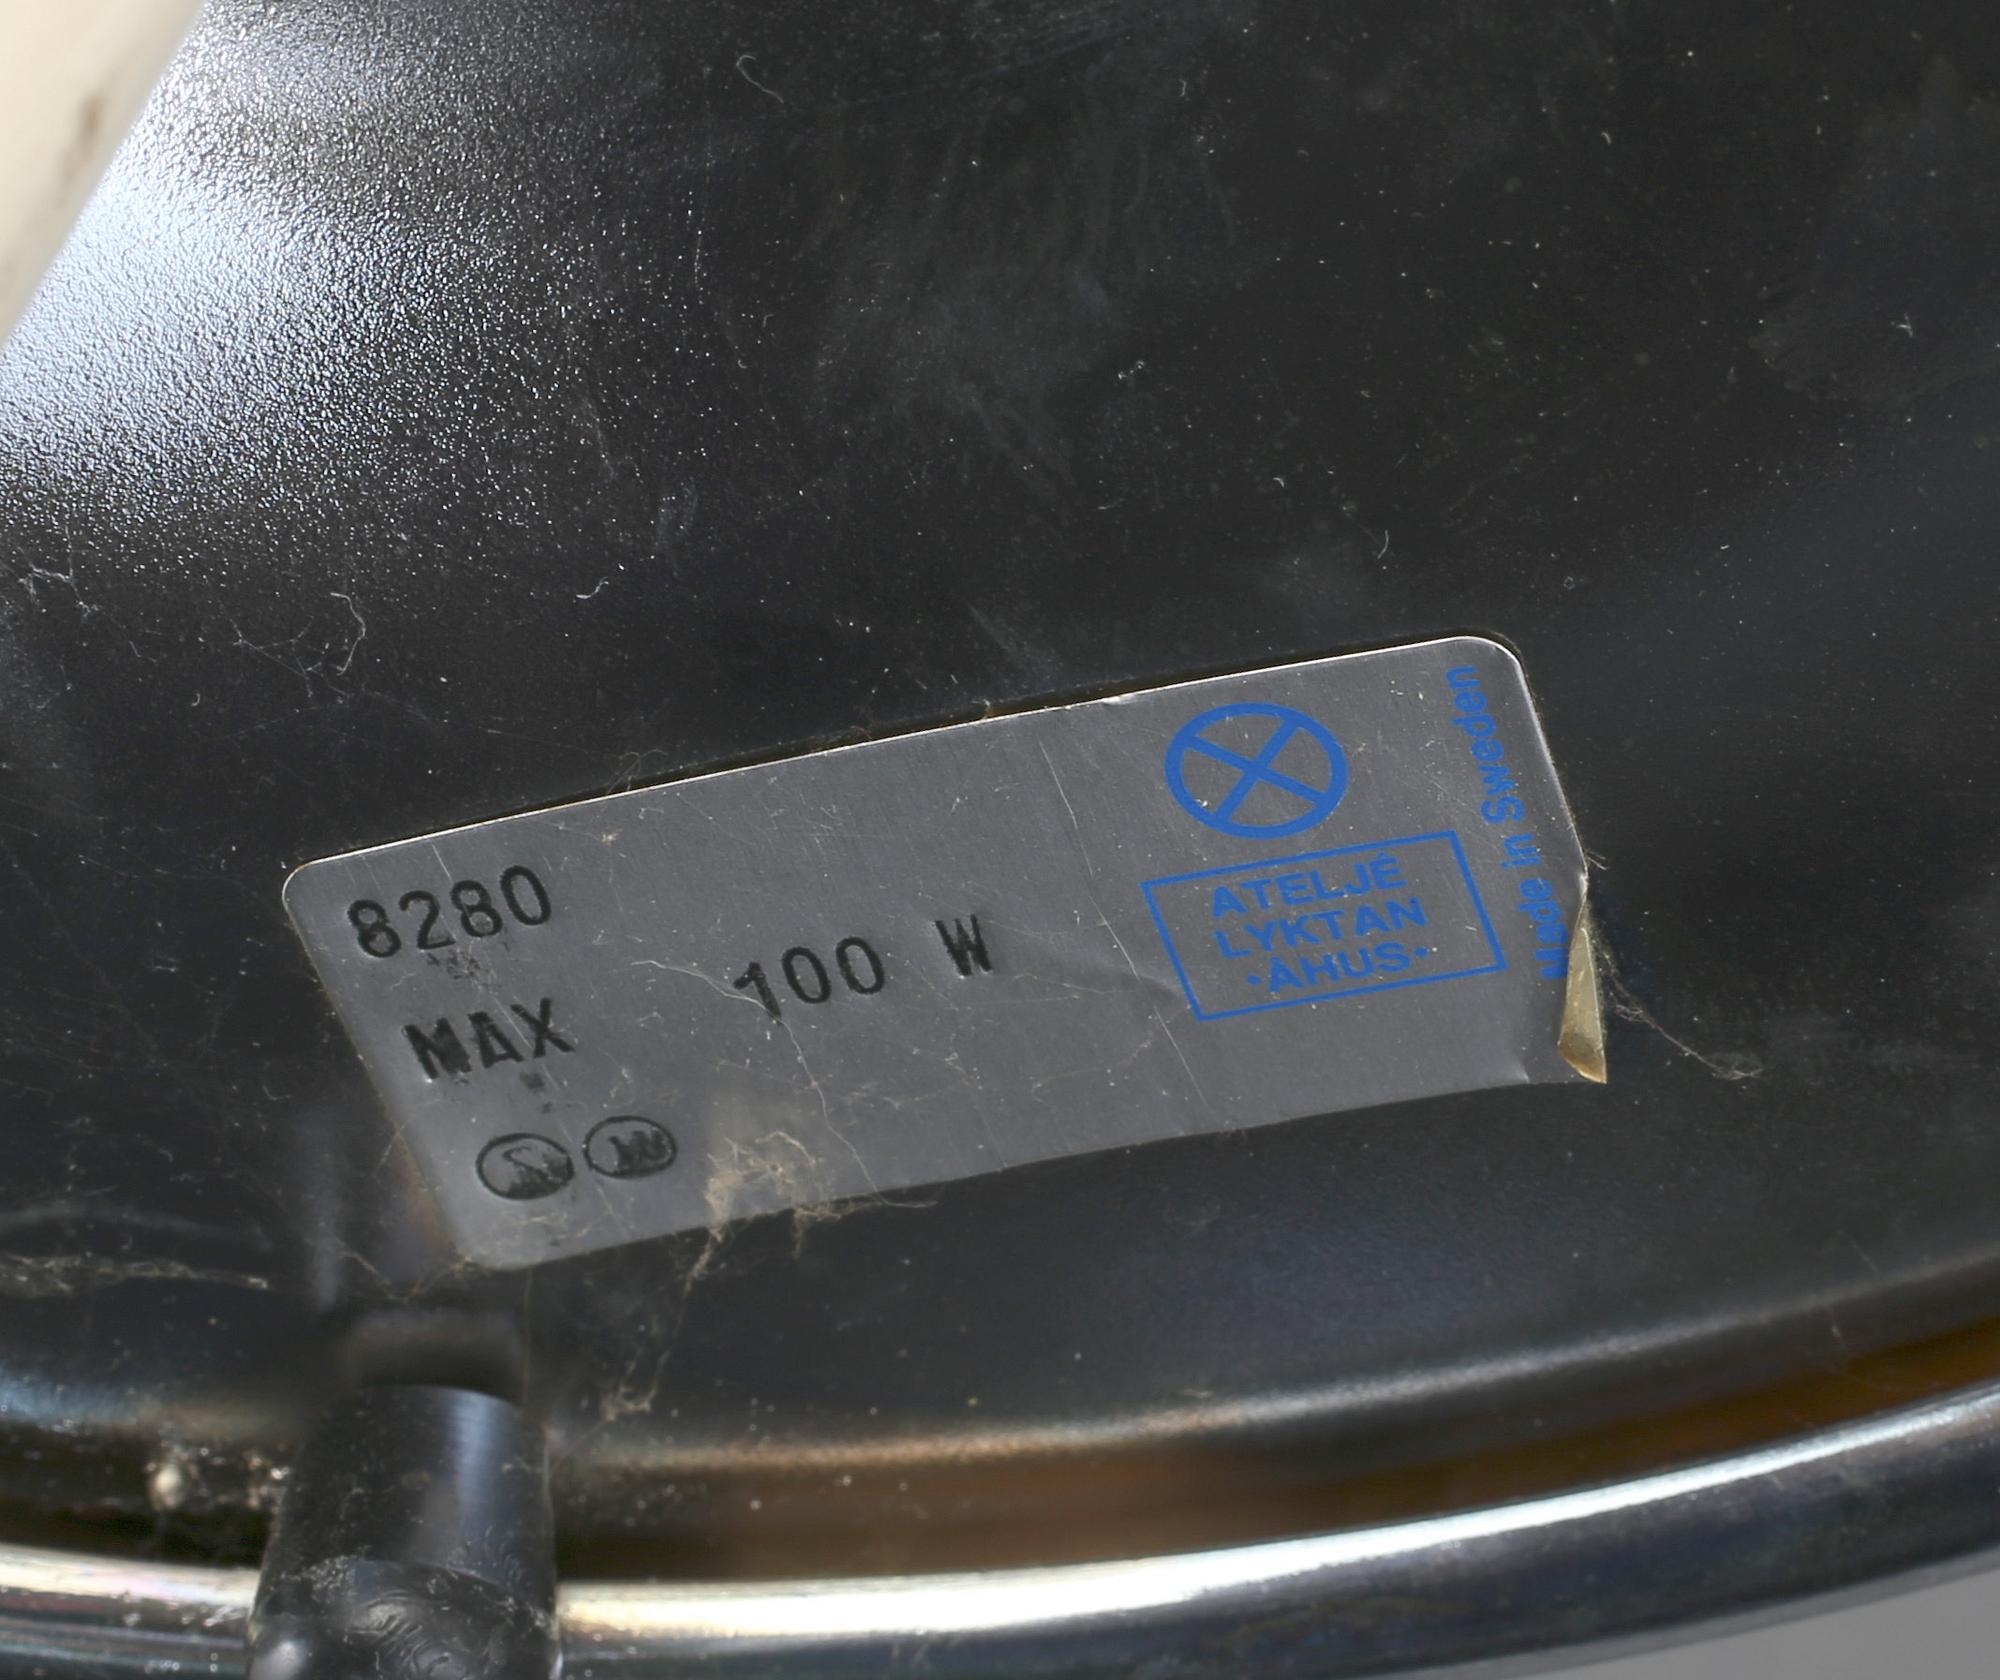 8280
MAX 100 W
ATELJÉ
LYKTAN
·ÅHUS·
Made in Sweden